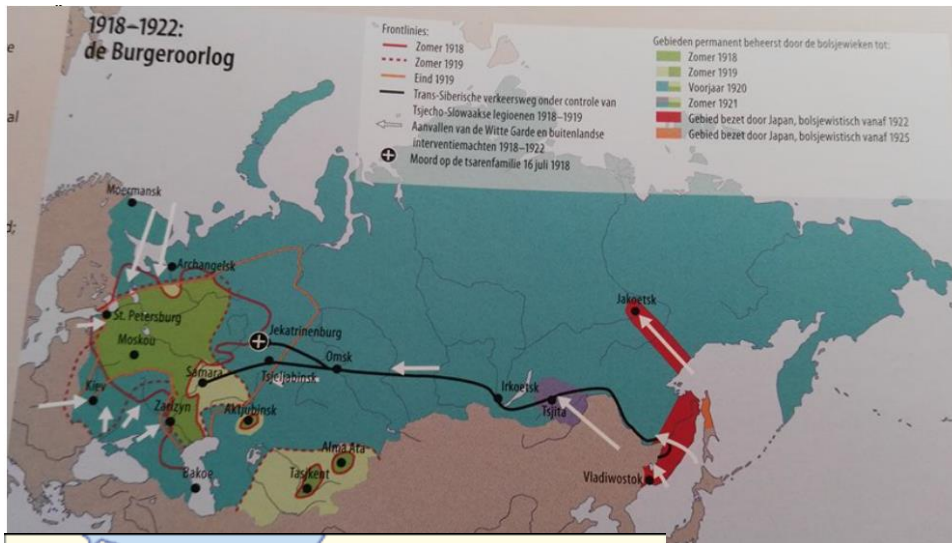 1918–1922:
de Burgeroorlog
Frontlinies:
Zomer 1918
Zomer 1919
Eind 1919
Trans-Siberische verkeersweg onder controle van
Tsjecho-Slowaakse legioenen 1918–1919
Aanvallen van de Witte Garde en buitenlandse
interventiemachten 1918–1922
Moord op de tsarenfamilie 16 juli 1918
Gebieden permanent beheerst door de bolsjewieken tot:
Zomer 1918
Zomer 1919
Voorjaar 1920
Zomer 1921
Gebied bezet door Japan, bolsjewistisch vanaf 1922
Gebied bezet door Japan, bolsjewistisch vanaf 1925
Moermansk
Archangelsk
St. Petersburg
Moskou
Jekatrinenburg
Jakoetsk
Samara
Tsjeljabinsk
Omsk
Irkoetsk
Tsjita
Kiev
Zarizyn
Aktjubinsk
Alma Ata
Tasjkent
Bakoe
Vladiwostok